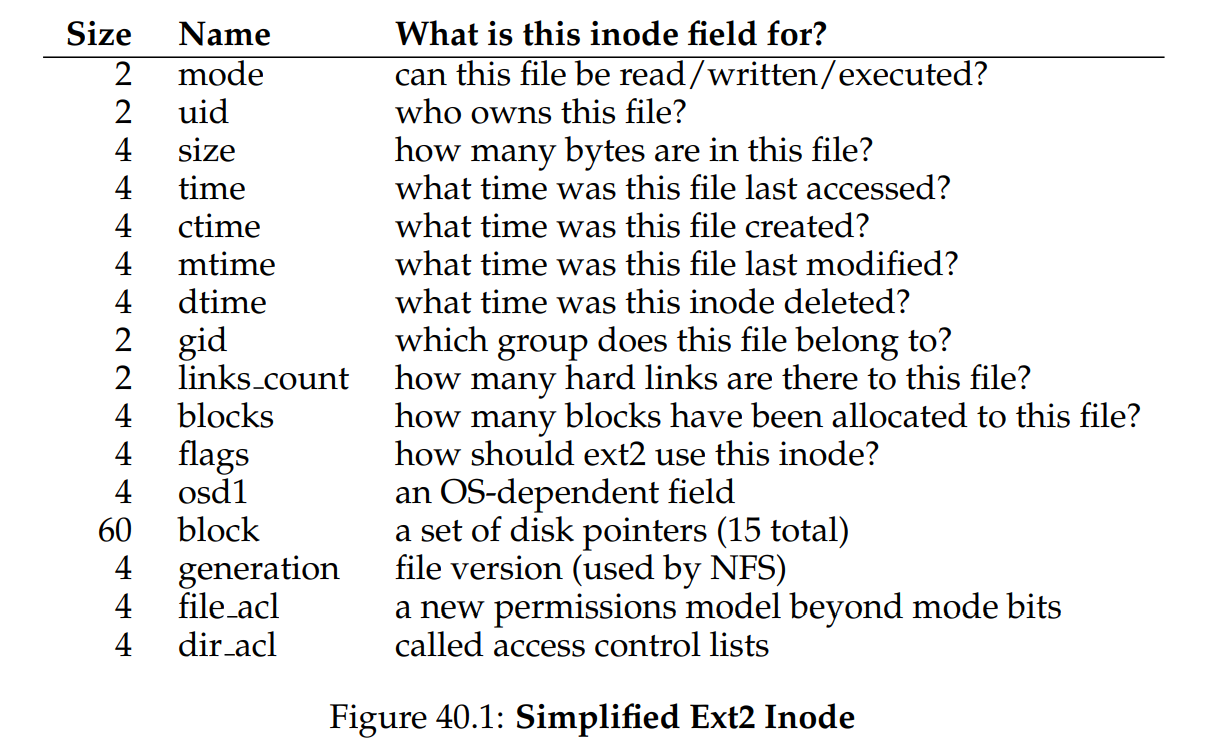 Size Name What is this inode field for?
2 mode can this file be read/written/executed?
2 uid who owns this file?
4 size how many bytes are in this file?
4 time what time was this file last accessed?
4 ctime what time was this file created?
4 mtime what time was this file last modified?
4 dtime what time was this inode deleted?
2 gid which group does this file belong to?
2 links_count how many hard links are there to this file?
4 blocks how many blocks have been allocated to this file?
4 flags how should ext2 use this inode?
4 osd1 an OS-dependent field
60 block a set of disk pointers (15 total)
4 generation file version (used by NFS)
4 file_acl a new permissions model beyond mode bits
4 dir_acl called access control lists
Figure 40.1: Simplified Ext2 Inode